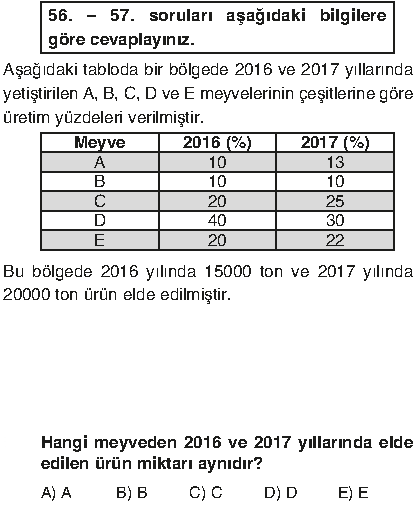 56. – 57. soruları aşağıdaki bilgilere
göre cevaplayınız.
Aşağıdaki tabloda bir bölgede 2016 ve 2017 yıllarında
yetiştirilen A, B, C, D ve E meyvelerinin çeşitlerine göre
üretim yüzdeleri verilmiştir.
Meyve 2016 (%) 2017 (%)
A 10 13
B 10 10
C 20 25
D 40 30
E 20 22
Bu bölgede 2016 yılında 15000 ton ve 2017 yılında
20000 ton ürün elde edilmiştir.
Hangi meyveden 2016 ve 2017 yıllarında elde
edilen ürün miktarı aynıdır?
A) A B) B C) C D) D E) E